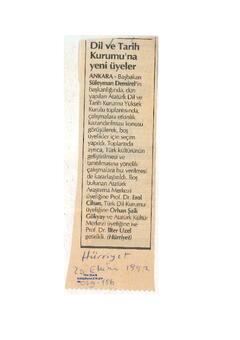 Dil ve Tarih
Kurumu'na
yeni üyeler
ANKARA - Başbakan
Süleyman Demirel'in
başkanlığında, dün
yapılan Atatürk Dil ve
Tarih Kurumu Yüksek
Kurulu toplantısında,
çalışmalara etkinlik
kazandırılması konusu
görüşülerek, boş
üyelikler için seçim
yapıldı. Toplantıda
ayrıca, Türk kültürünün
geliştirilmesi ve
tanıtılmasına yönelik
çalışmalara hız verilmesi
de kararlaştırıldı. Boş
bulunan Atatürk
Araştırma Merkezi
üyeliğine Prof. Dr. Erol
Cihan, Türk Dil Kurumu
üyeliğine Orhan Şaik
Gökyay ve Atatürk Kültür
Merkezi üyeliğine ise
Prof. Dr. İlter Uzel
getirildi. (Hürriyet)
Hürriyet
29 Ekim 1992